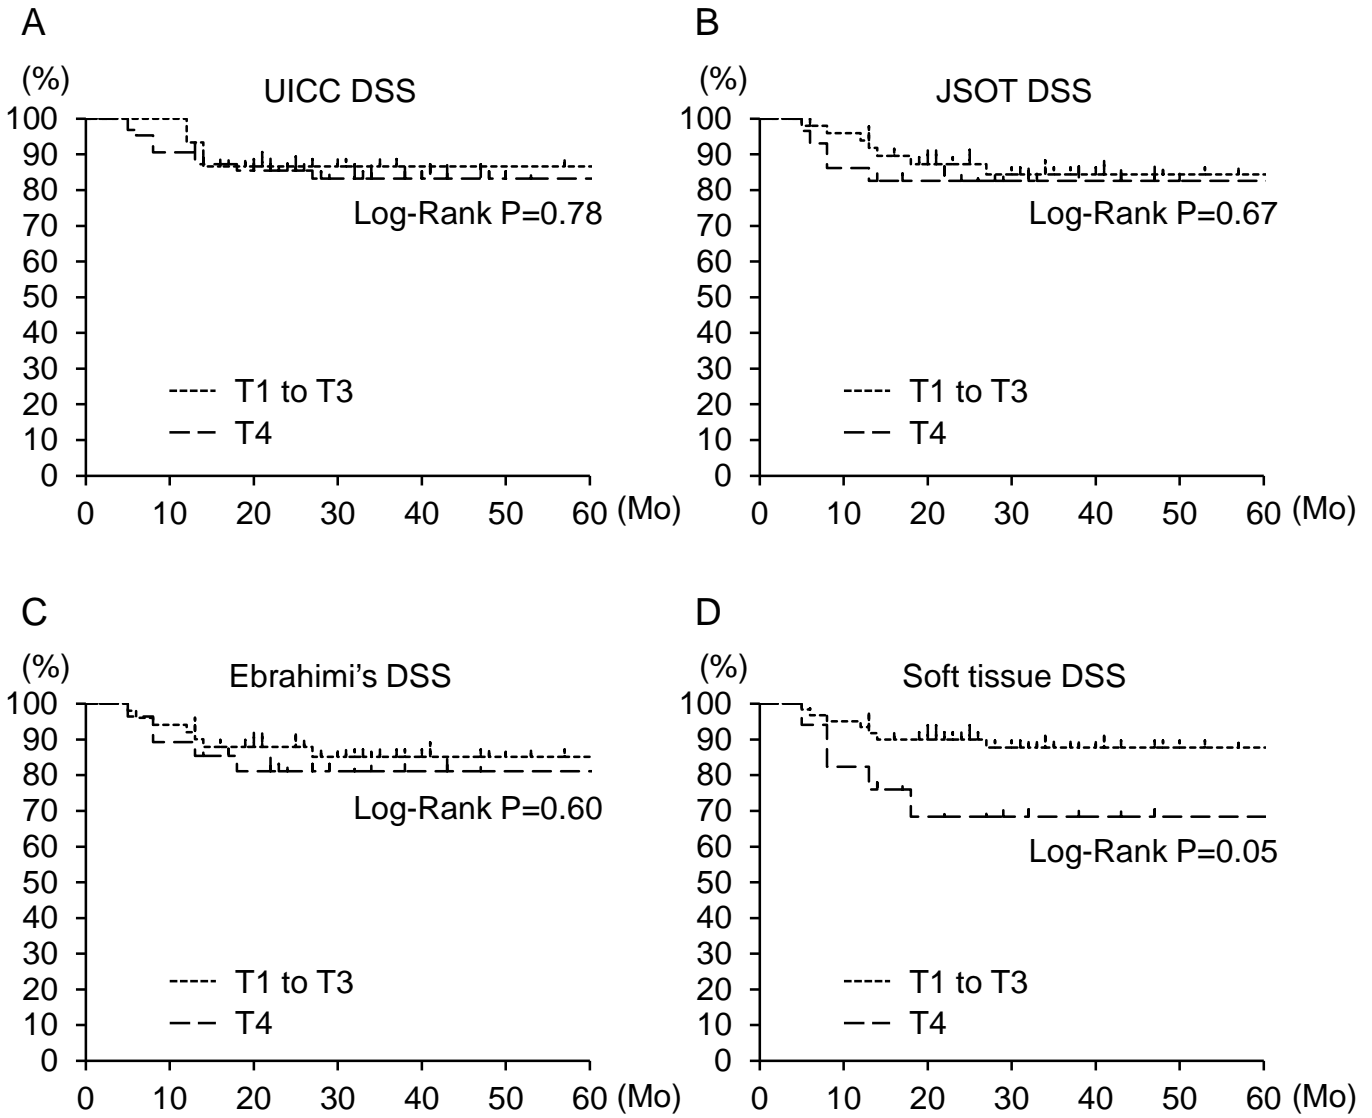 A
(%)
UICC DSS
100
90
80
70
60
50
40
30
20
10
0
Log-Rank P=0.78
T1 to T3
T4
0 10 20 30 40 50 60 (Mo)
B
(%)
JSOT DSS
100
90
80
70
60
50
40
30
20
10
0
Log-Rank P=0.67
T1 to T3
T4
0 10 20 30 40 50 60 (Mo)
C
(%)
Ebrahimi’s DSS
100
90
80
70
60
50
40
30
20
10
0
Log-Rank P=0.60
T1 to T3
T4
0 10 20 30 40 50 60 (Mo)
D
(%)
Soft tissue DSS
100
90
80
70
60
50
40
30
20
10
0
Log-Rank P=0.05
T1 to T3
T4
0 10 20 30 40 50 60 (Mo)